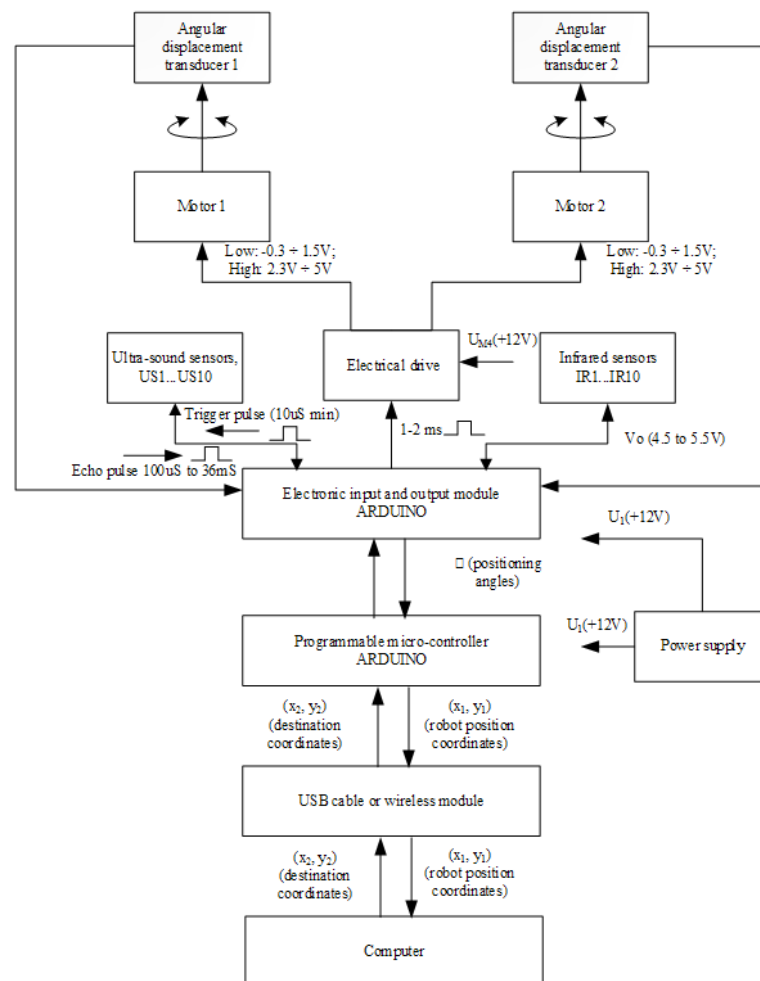 Angular
displacement
transducer 1
Angular
displacement
transducer 2
Motor 1
Motor 2
Low: -0.3 ÷ 1.5V;
High: 2.3V ÷ 5V
Low: -0.3 ÷ 1.5V;
High: 2.3V ÷ 5V
Ultra-sound sensors,
US1...US10
Electrical drive
U_M4(+12V)
Infrared sensors
IR1...IR10
Trigger pulse (10uS min)
1-2 ms
Vo (4.5 to 5.5V)
Echo pulse 100uS to 36mS
Electronic input and output module
ARDUINO
U₁(+12V)
□ (positioning
angles)
Programmable micro-controller
ARDUINO
U₁(+12V)
Power supply
(x₂, y₂)
(destination
coordinates)
(x₁, y₁)
(robot position
coordinates)
USB cable or wireless module
(x₂, y₂)
(destination
coordinates)
(x₁, y₁)
(robot position
coordinates)
Computer